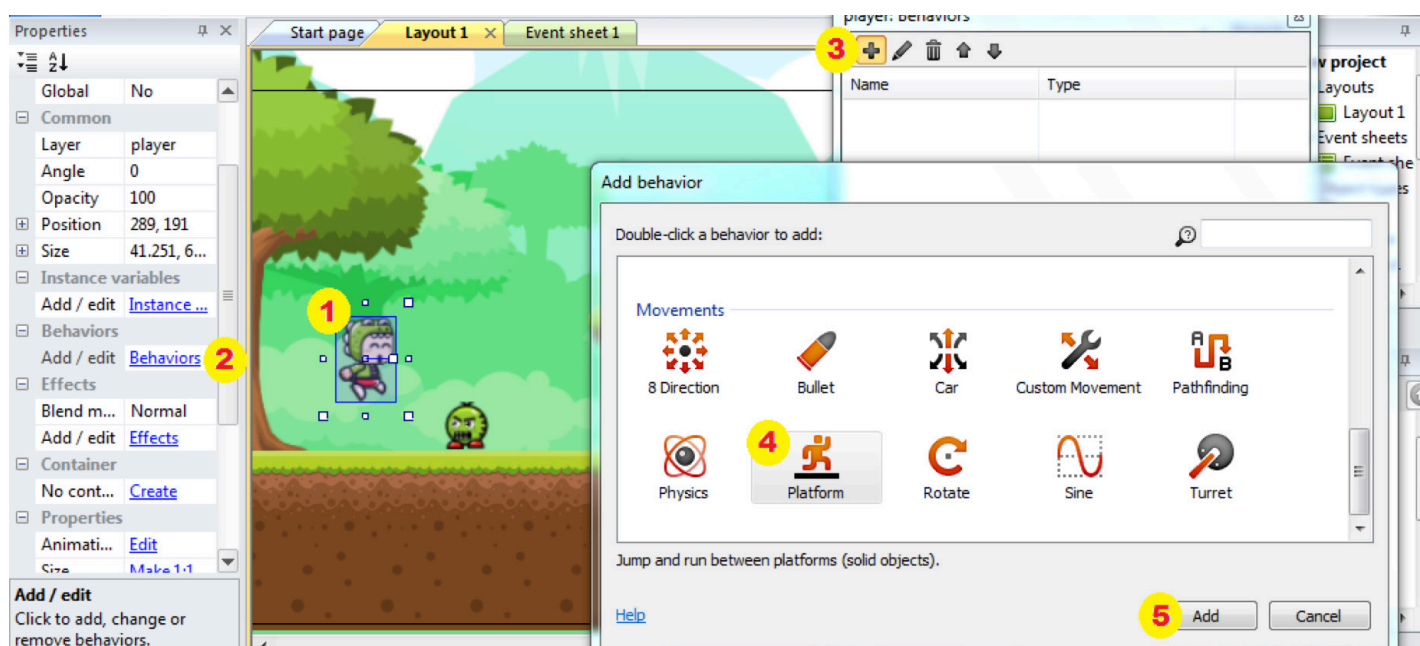 Properties
Global No
Common
Layer player
Angle 0
Opacity 100
Position 289, 191
Size 41.251, 6...
Instance variables
Add / edit Instance ...
Behaviors
Add / edit Behaviors 2
Effects
Blend m... Normal
Add / edit Effects
Container
No cont... Create
Properties
Animati... Edit
Size Make 1:1
Add / edit
Click to add, change or
remove behaviors.
Start page Layout 1 Event sheet 1
1
player: Behaviors
3
Name Type
Add behavior
Double-click a behavior to add:
Movements
8 Direction Bullet Car Custom Movement Pathfinding
4
Physics Platform Rotate Sine Turret
Jump and run between platforms (solid objects).
Help 5 Add Cancel
w project
Layouts
Layout 1
Event sheets
Event she